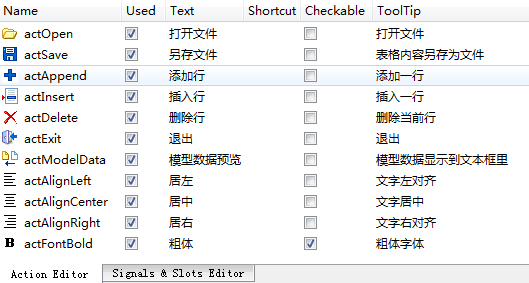 Name Used Text Shortcut Checkable ToolTip
actOpen 打开文件 打开文件
actSave 另存文件 表格内容另存为文件
actAppend 添加行 添加一行
actInsert 插入行 插入一行
actDelete 删除行 删除当前行
actExit 退出 退出
actModelData 模型数据预览 模型数据显示到文本框里
actAlignLeft 居左 文字左对齐
actAlignCenter 居中 文字居中
actAlignRight 居右 文字右对齐
B actFontBold 粗体 粗体字体
Action Editor Signals & Slots Editor